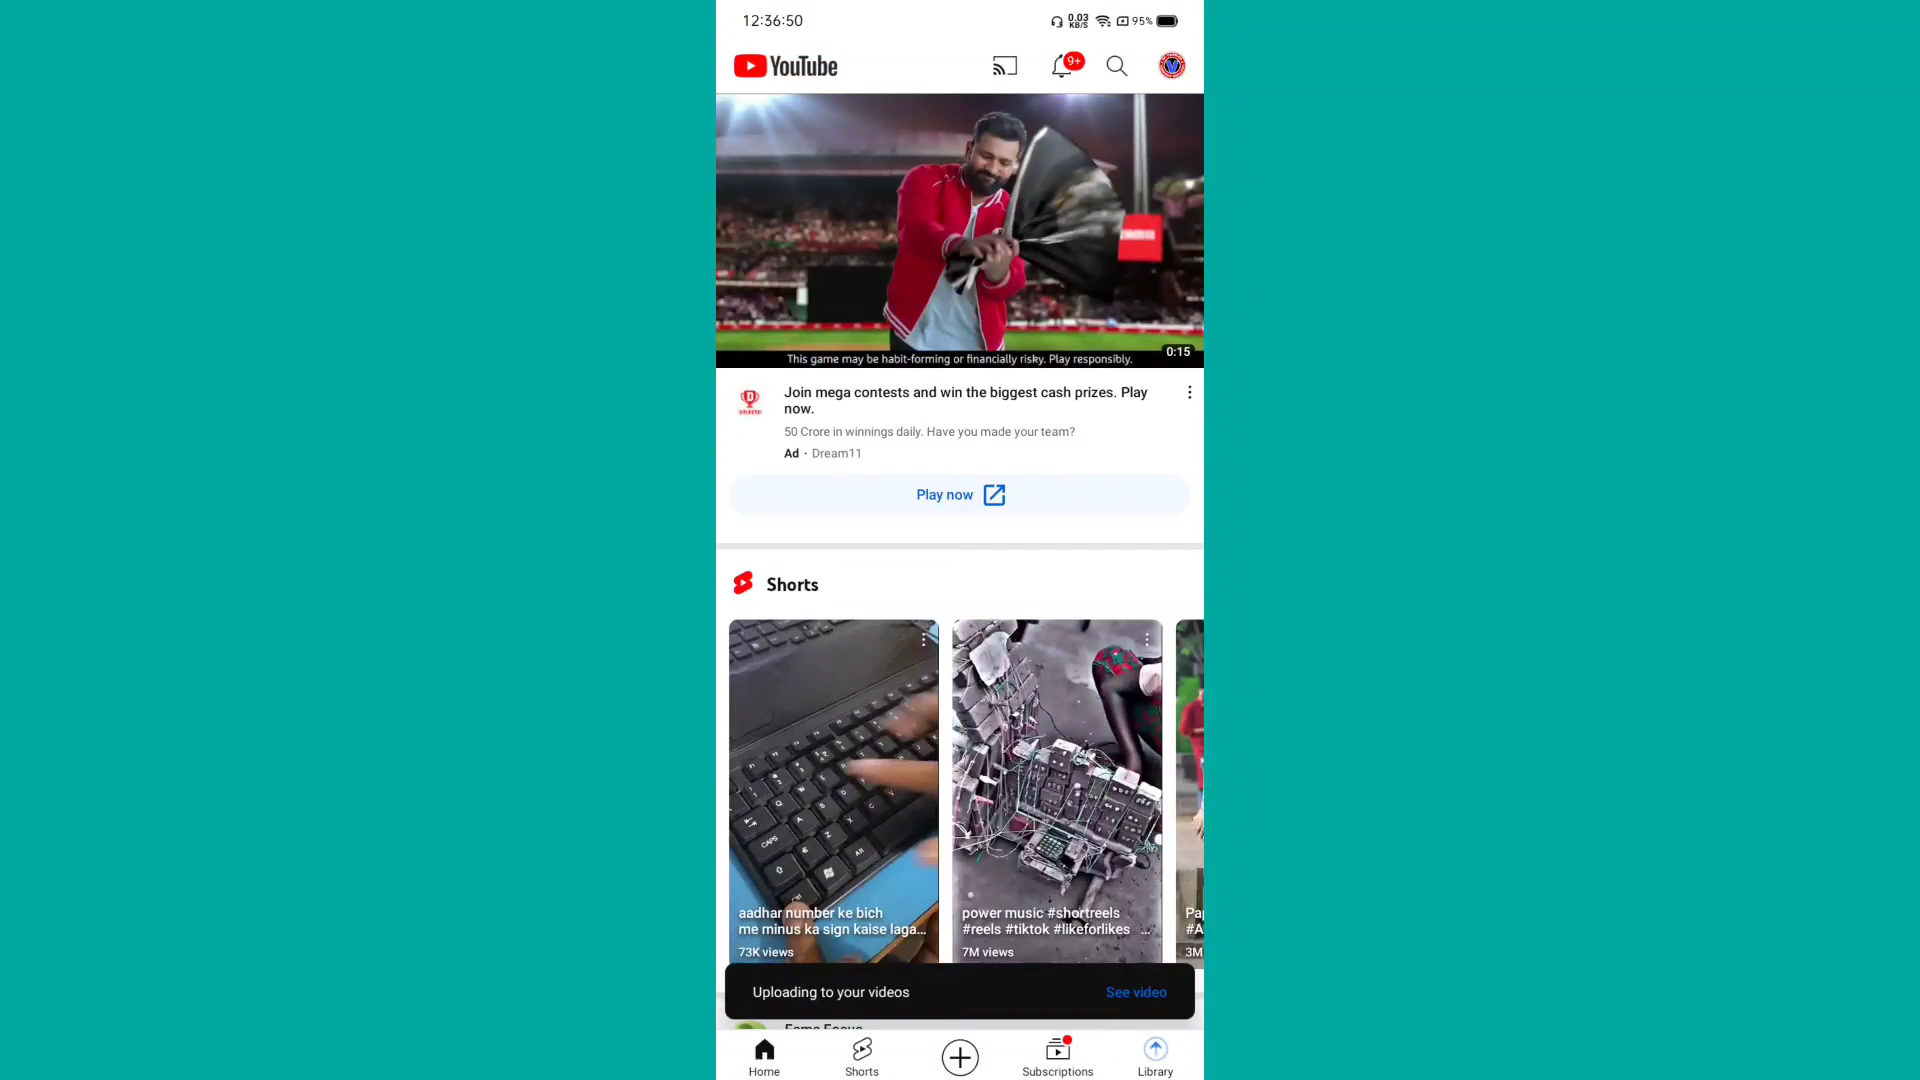 12:36:50
0.03
KB/S
95%
YouTube
9+
This game may be habit-forming or financially risky. Play responsibly.
0:15
Join mega contests and win the biggest cash prizes. Play
now.
50 Crore in winnings daily. Have you made your team?
Ad · Dream11
Play now
Shorts
aadhar number ke bich
me minus ka sign kaise laga...
73K views
power music #shortreels
#reels #tiktok #likeforlikes ...
7M views
#A
3M
Uploading to your videos
See video
Home
Shorts
Subscriptions
Library